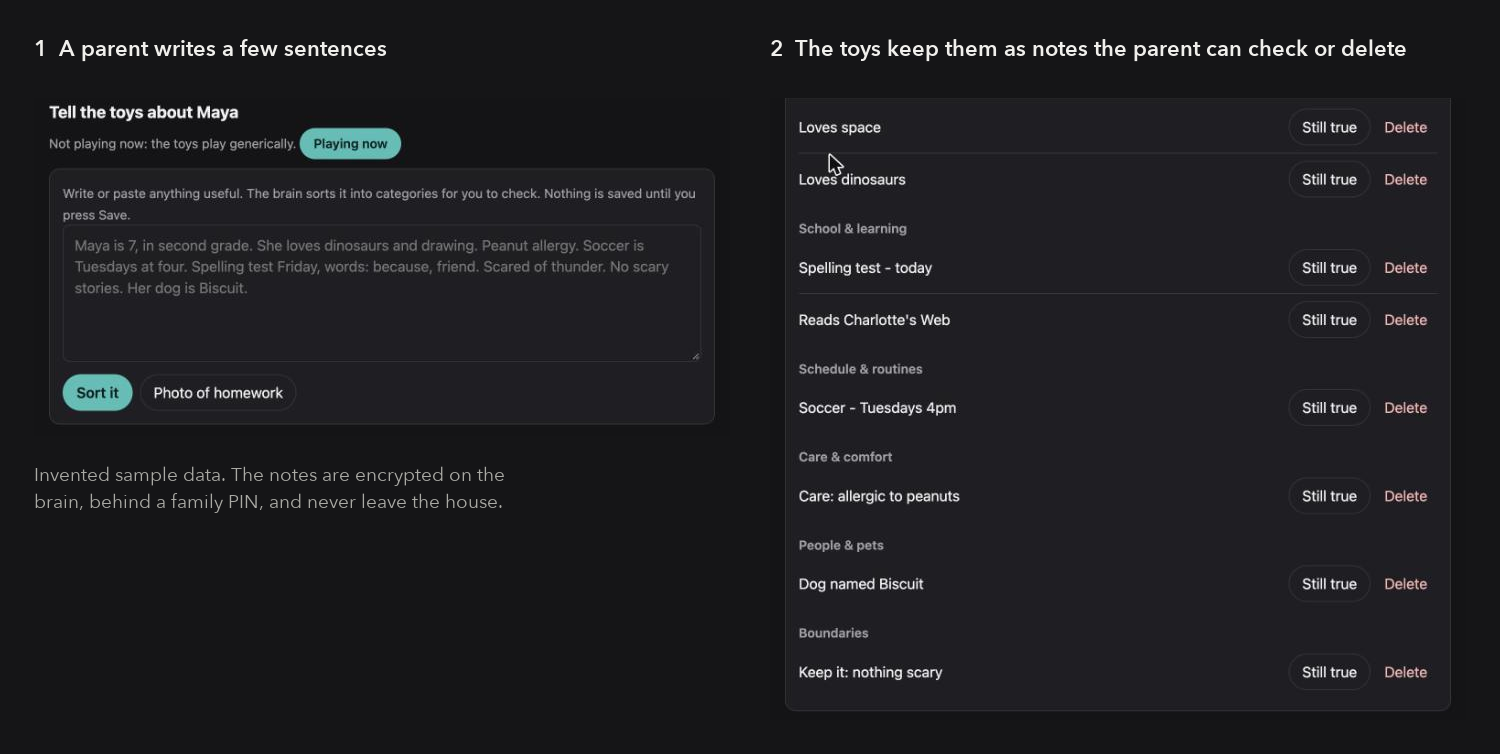 1 A parent writes a few sentences
Tell the toys about Maya
Not playing now: the toys play generically. Playing now
Write or paste anything useful. The brain sorts it into categories for you to check. Nothing is saved until you
press Save.
Maya is 7, in second grade. She loves dinosaurs and drawing. Peanut allergy. Soccer is
Tuesdays at four. Spelling test Friday, words: because, friend. Scared of thunder. No scary
stories. Her dog is Biscuit.
Sort it Photo of homework
Invented sample data. The notes are encrypted on the
brain, behind a family PIN, and never leave the house.
2 The toys keep them as notes the parent can check or delete
Loves space Still true Delete
Loves dinosaurs Still true Delete
School & learning
Spelling test - today Still true Delete
Reads Charlotte's Web Still true Delete
Schedule & routines
Soccer - Tuesdays 4pm Still true Delete
Care & comfort
Care: allergic to peanuts Still true Delete
People & pets
Dog named Biscuit Still true Delete
Boundaries
Keep it: nothing scary Still true Delete